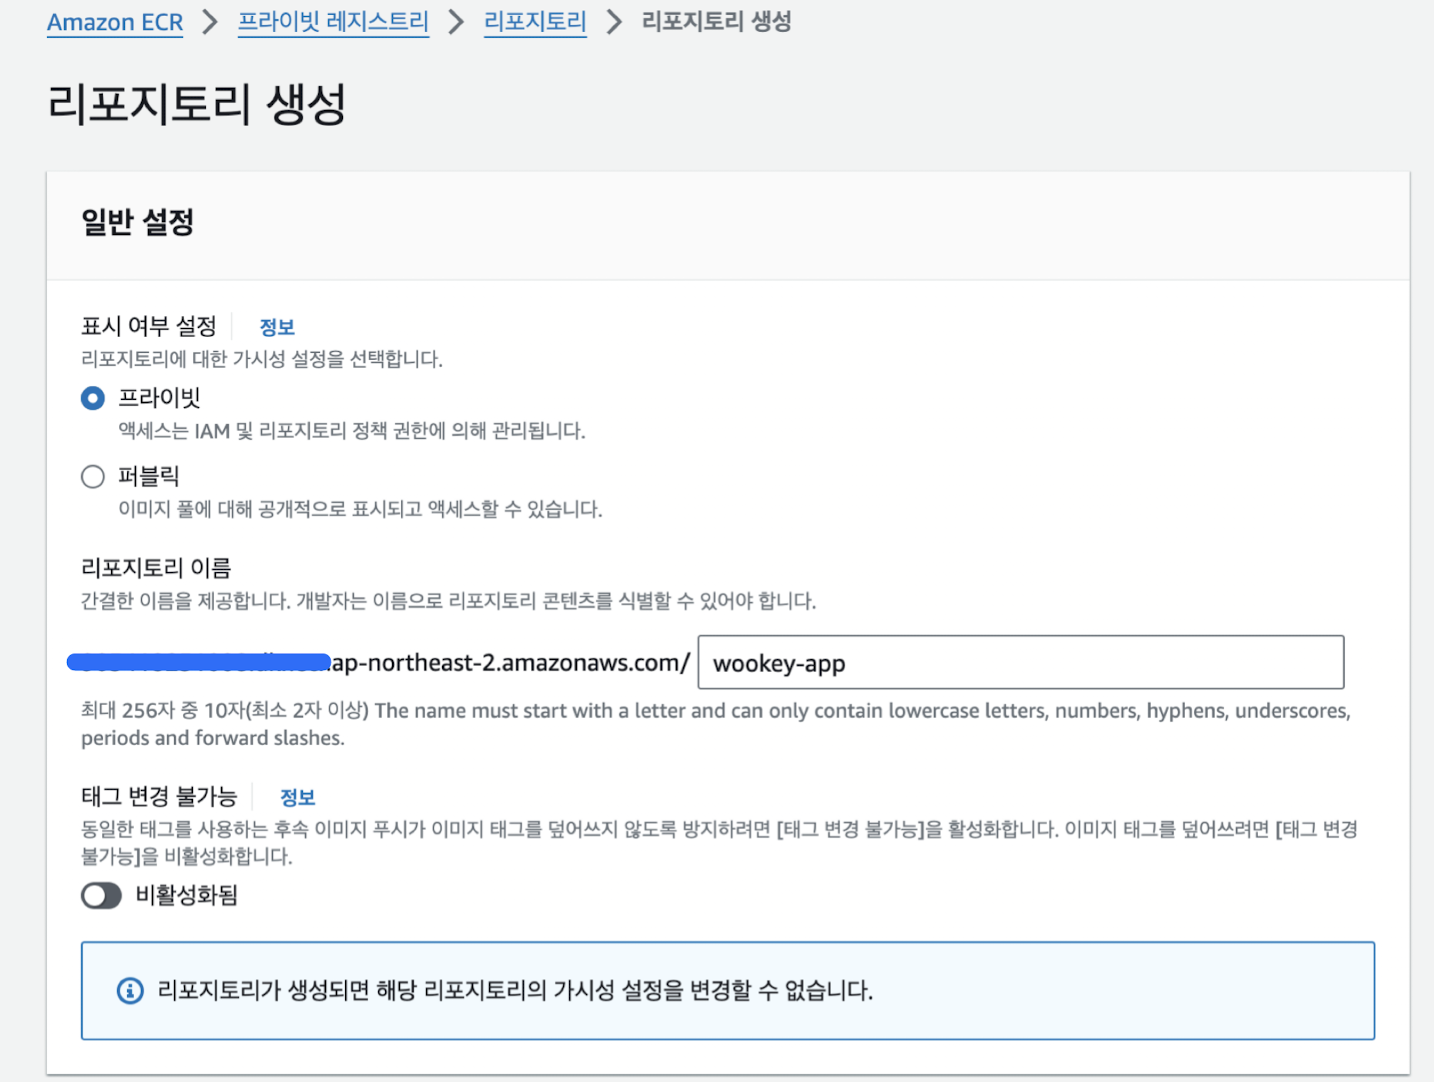 Amazon ECR > 프라이빗 레지스트리 > 리포지토리 > 리포지토리 생성
리포지토리 생성
일반 설정
표시 여부 설정 정보
리포지토리에 대한 가시성 설정을 선택합니다.
프라이빗
액세스는 IAM 및 리포지토리 정책 권한에 의해 관리됩니다.
퍼블릭
이미지 풀에 대해 공개적으로 표시되고 액세스할 수 있습니다.
리포지토리 이름
간결한 이름을 제공합니다. 개발자는 이름으로 리포지토리 콘텐츠를 식별할 수 있어야 합니다.
ap-northeast-2.amazonaws.com/ wookey-app
최대 256자 중 10자(최소 2자 이상) The name must start with a letter and can only contain lowercase letters, numbers, hyphens, underscores,
periods and forward slashes.
태그 변경 불가능 정보
동일한 태그를 사용하는 후속 이미지 푸시가 이미지 태그를 덮어쓰지 않도록 방지하려면 [태그 변경 불가능]을 활성화합니다. 이미지 태그를 덮어쓰려면 [태그 변경
불가능]을 비활성화합니다.
비활성화됨
리포지토리가 생성되면 해당 리포지토리의 가시성 설정을 변경할 수 없습니다.